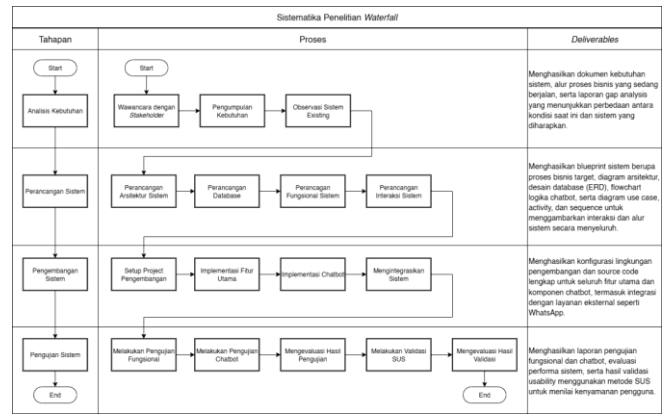 Sistematika Penelitian Waterfall
Tahapan
Proses
Deliverables
Start
Analisis Kebutuhan
Start
Wawancara dengan
Stakeholder
Pengumpulan
Kebutuhan
Observasi Sistem
Existing
Menghasilkan dokumen kebutuhan
sistem, alur proses bisnis yang sedang
berjalan, serta laporan gap analysis
yang menunjukkan perbedaan antara
kondisi saat ini dan sistem yang
diharapkan.
Perancangan Sistem
Perancangan
Arsitektur Sistem
Perancangan
Database
Perancagan
Fungsional Sistem
Perancangan
Interaksi Sistem
Menghasilkan blueprint sistem berupa
proses bisnis target, diagram arsitektur,
desain database (ERD), flowchart
logika chatbot, serta diagram use case,
activity, dan sequence untuk
menggambarkan interaksi dan alur
sistem secara menyeluruh.
Pengembangan
Sistem
Setup Project
Pengembangan
Implementasi Fitur
Utama
Implementasi Chatbot
Mengintegrasikan
Sistem
Menghasilkan konfigurasi lingkungan
pengembangan dan source code
lengkap untuk seluruh fitur utama dan
komponen chatbot, termasuk integrasi
dengan layanan eksternal seperti
WhatsApp.
Pengujian Sistem
End
Melakukan Pengujian
Fungsional
Melakukan Pengujian
Chatbot
Mengevaluasi Hasil
Pengujian
Melakukan Validasi
SUS
Mengevaluasi Hasil
Validasi
End
Menghasilkan laporan pengujian
fungsional dan chatbot, evaluasi
performa sistem, serta hasil validasi
usability menggunakan metode SUS
untuk menilai kenyamanan pengguna.